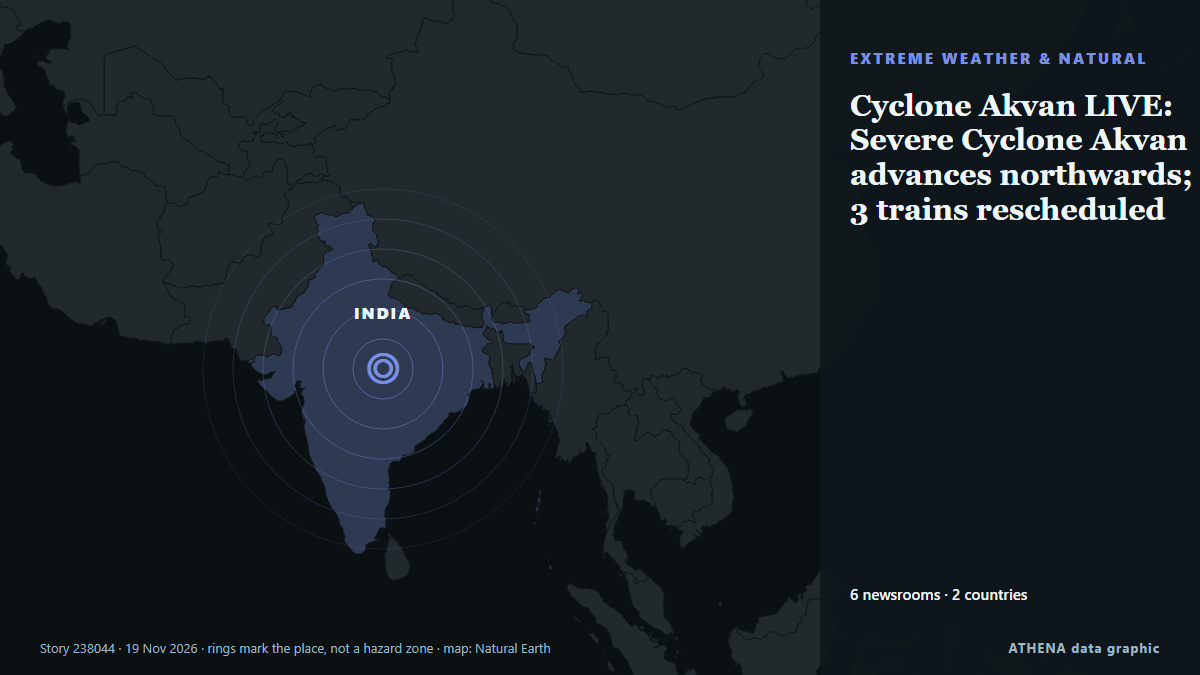 EXTREME WEATHER & NATURAL
Cyclone Akvan LIVE:
Severe Cyclone Akvan
advances northwards;
3 trains rescheduled
INDIA
6 newsrooms · 2 countries
Story 238044 · 19 Nov 2026 · rings mark the place, not a hazard zone · map: Natural Earth
ATHENA data graphic